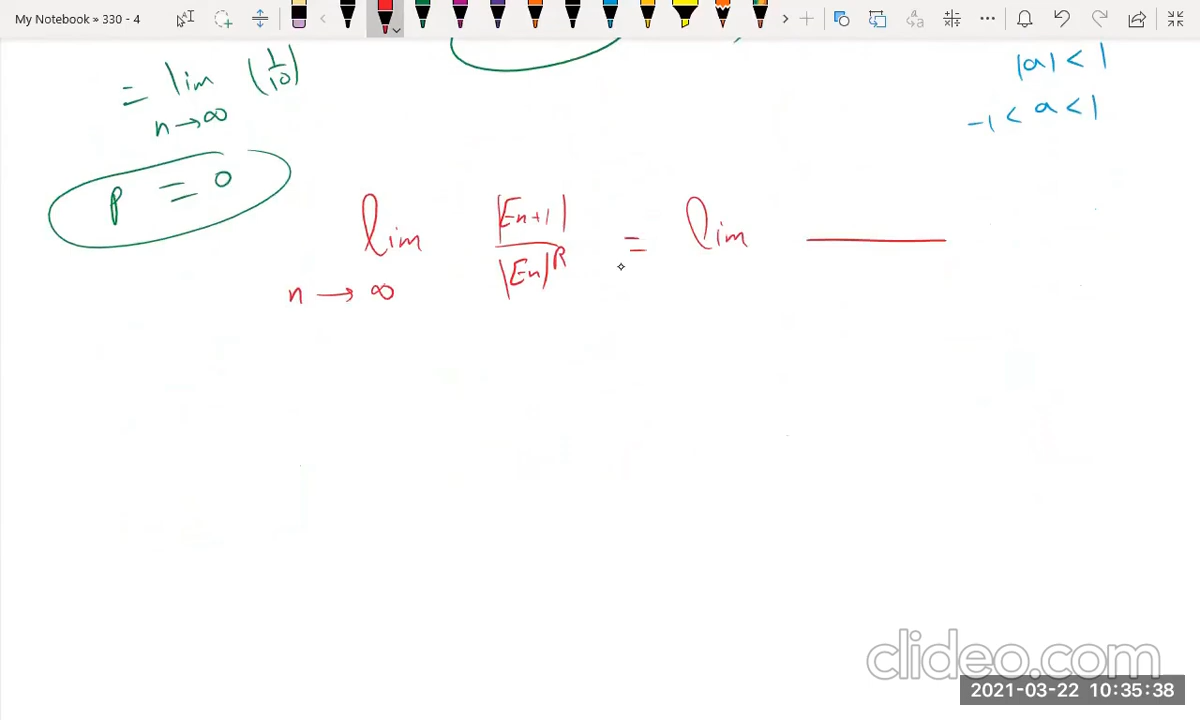 My Notebook » 330 - 4
= lim (1/10)
n → ∞
|a| < 1
-1 < a < 1
p = 0
lim |En+1| / |En|^R = lim
n → ∞
clideo.com
2021-03-22 10:35:38